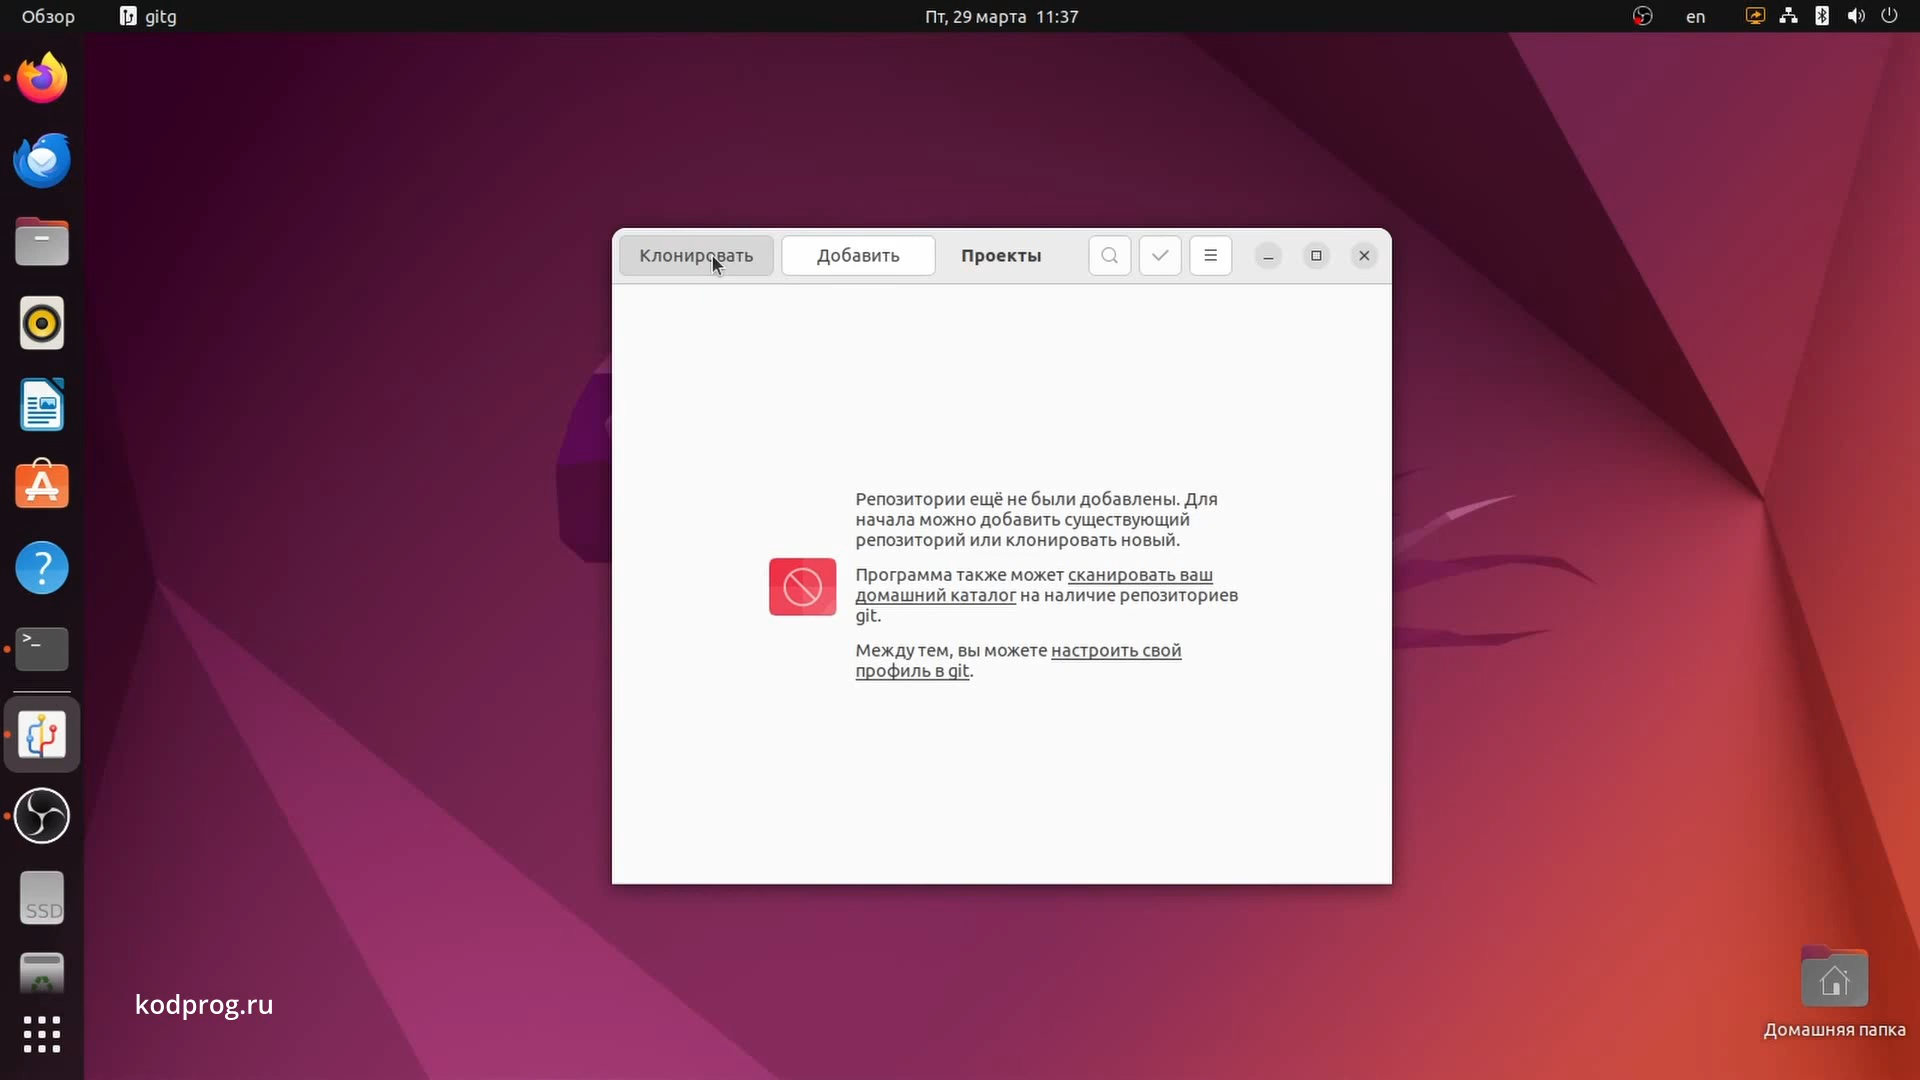 Обзор
gitg
Пт, 29 марта 11:37
en
Клонировать
Добавить
Проекты
Репозитории ещё не были добавлены. Для
начала можно добавить существующий
репозиторий или клонировать новый.
Программа также может сканировать ваш
домашний каталог на наличие репозиториев
git.
Между тем, вы можете настроить свой
профиль в git.
SSD
kodprog.ru
Домашняя папка